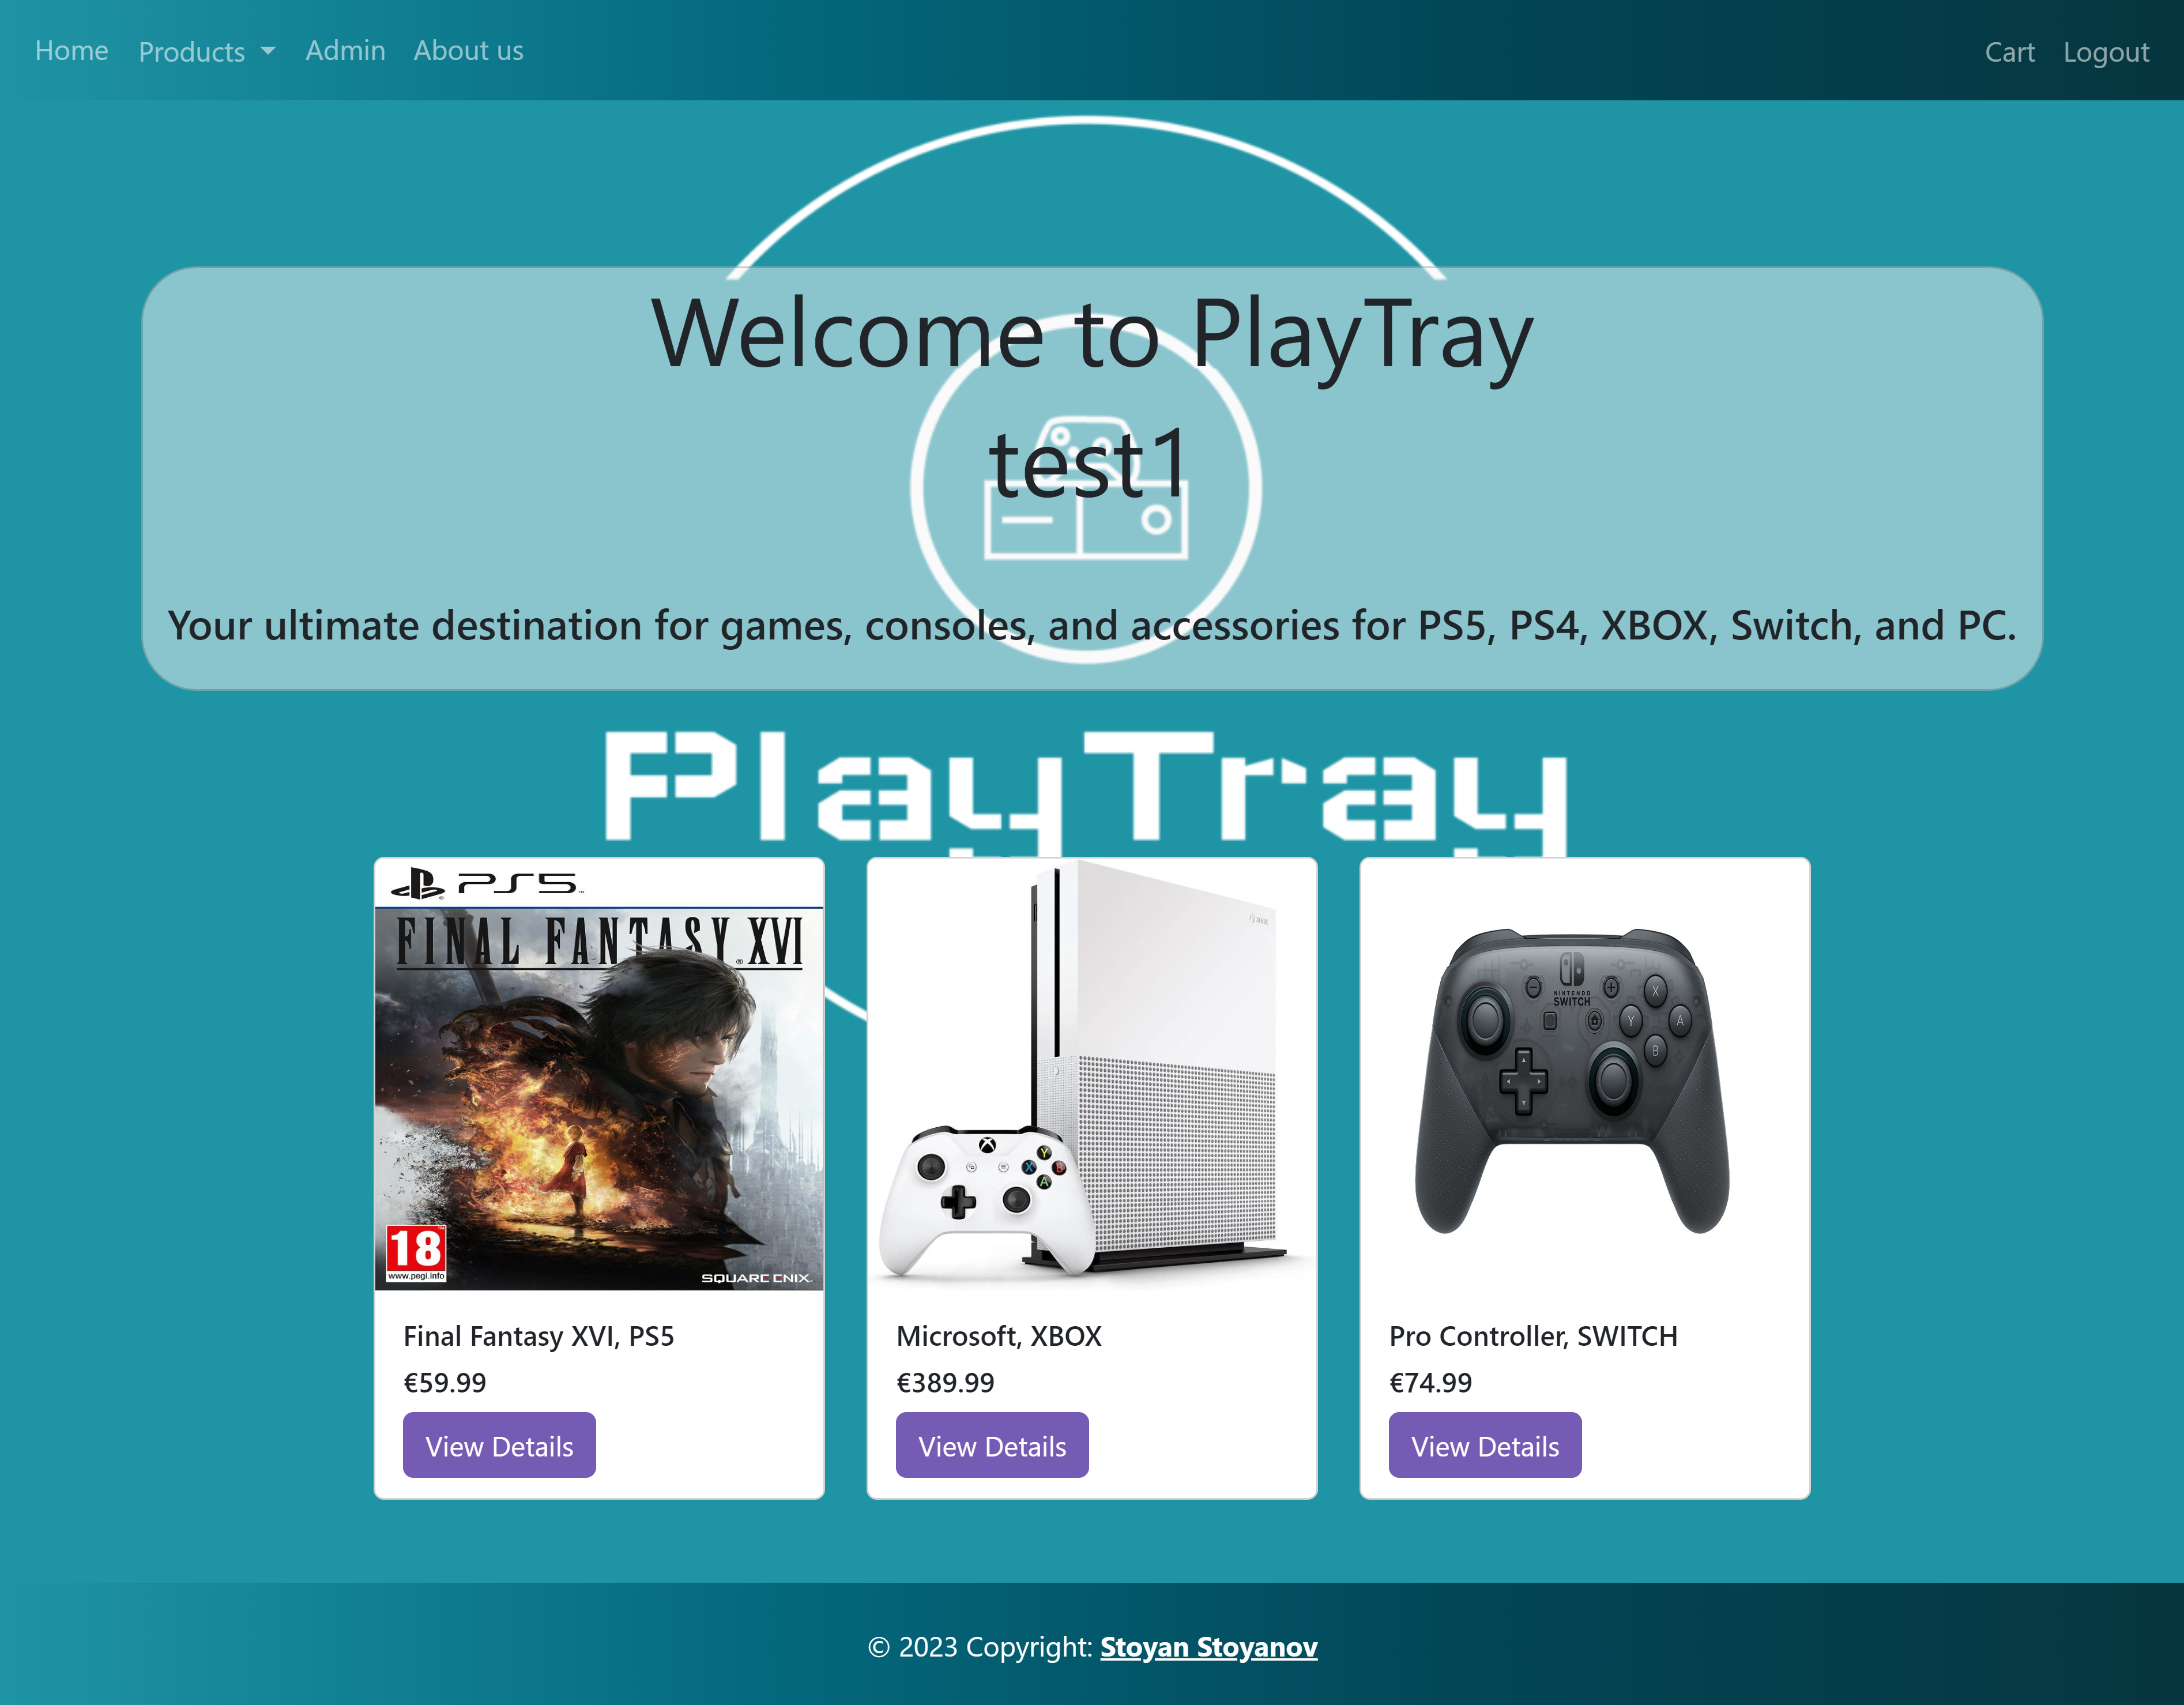 Home Products Admin About us Cart Logout
Welcome to PlayTray
test1
Your ultimate destination for games, consoles, and accessories for PS5, PS4, XBOX, Switch, and PC.
PlayTray
PS5
FINAL FANTASY XVI
18
www.pegi.info
SQUARE ENIX
XBOX
Y
X B
A
NINTENDO
SWITCH
X
Y A
B
Final Fantasy XVI, PS5
€59.99
View Details
Microsoft, XBOX
€389.99
View Details
Pro Controller, SWITCH
€74.99
View Details
© 2023 Copyright: Stoyan Stoyanov